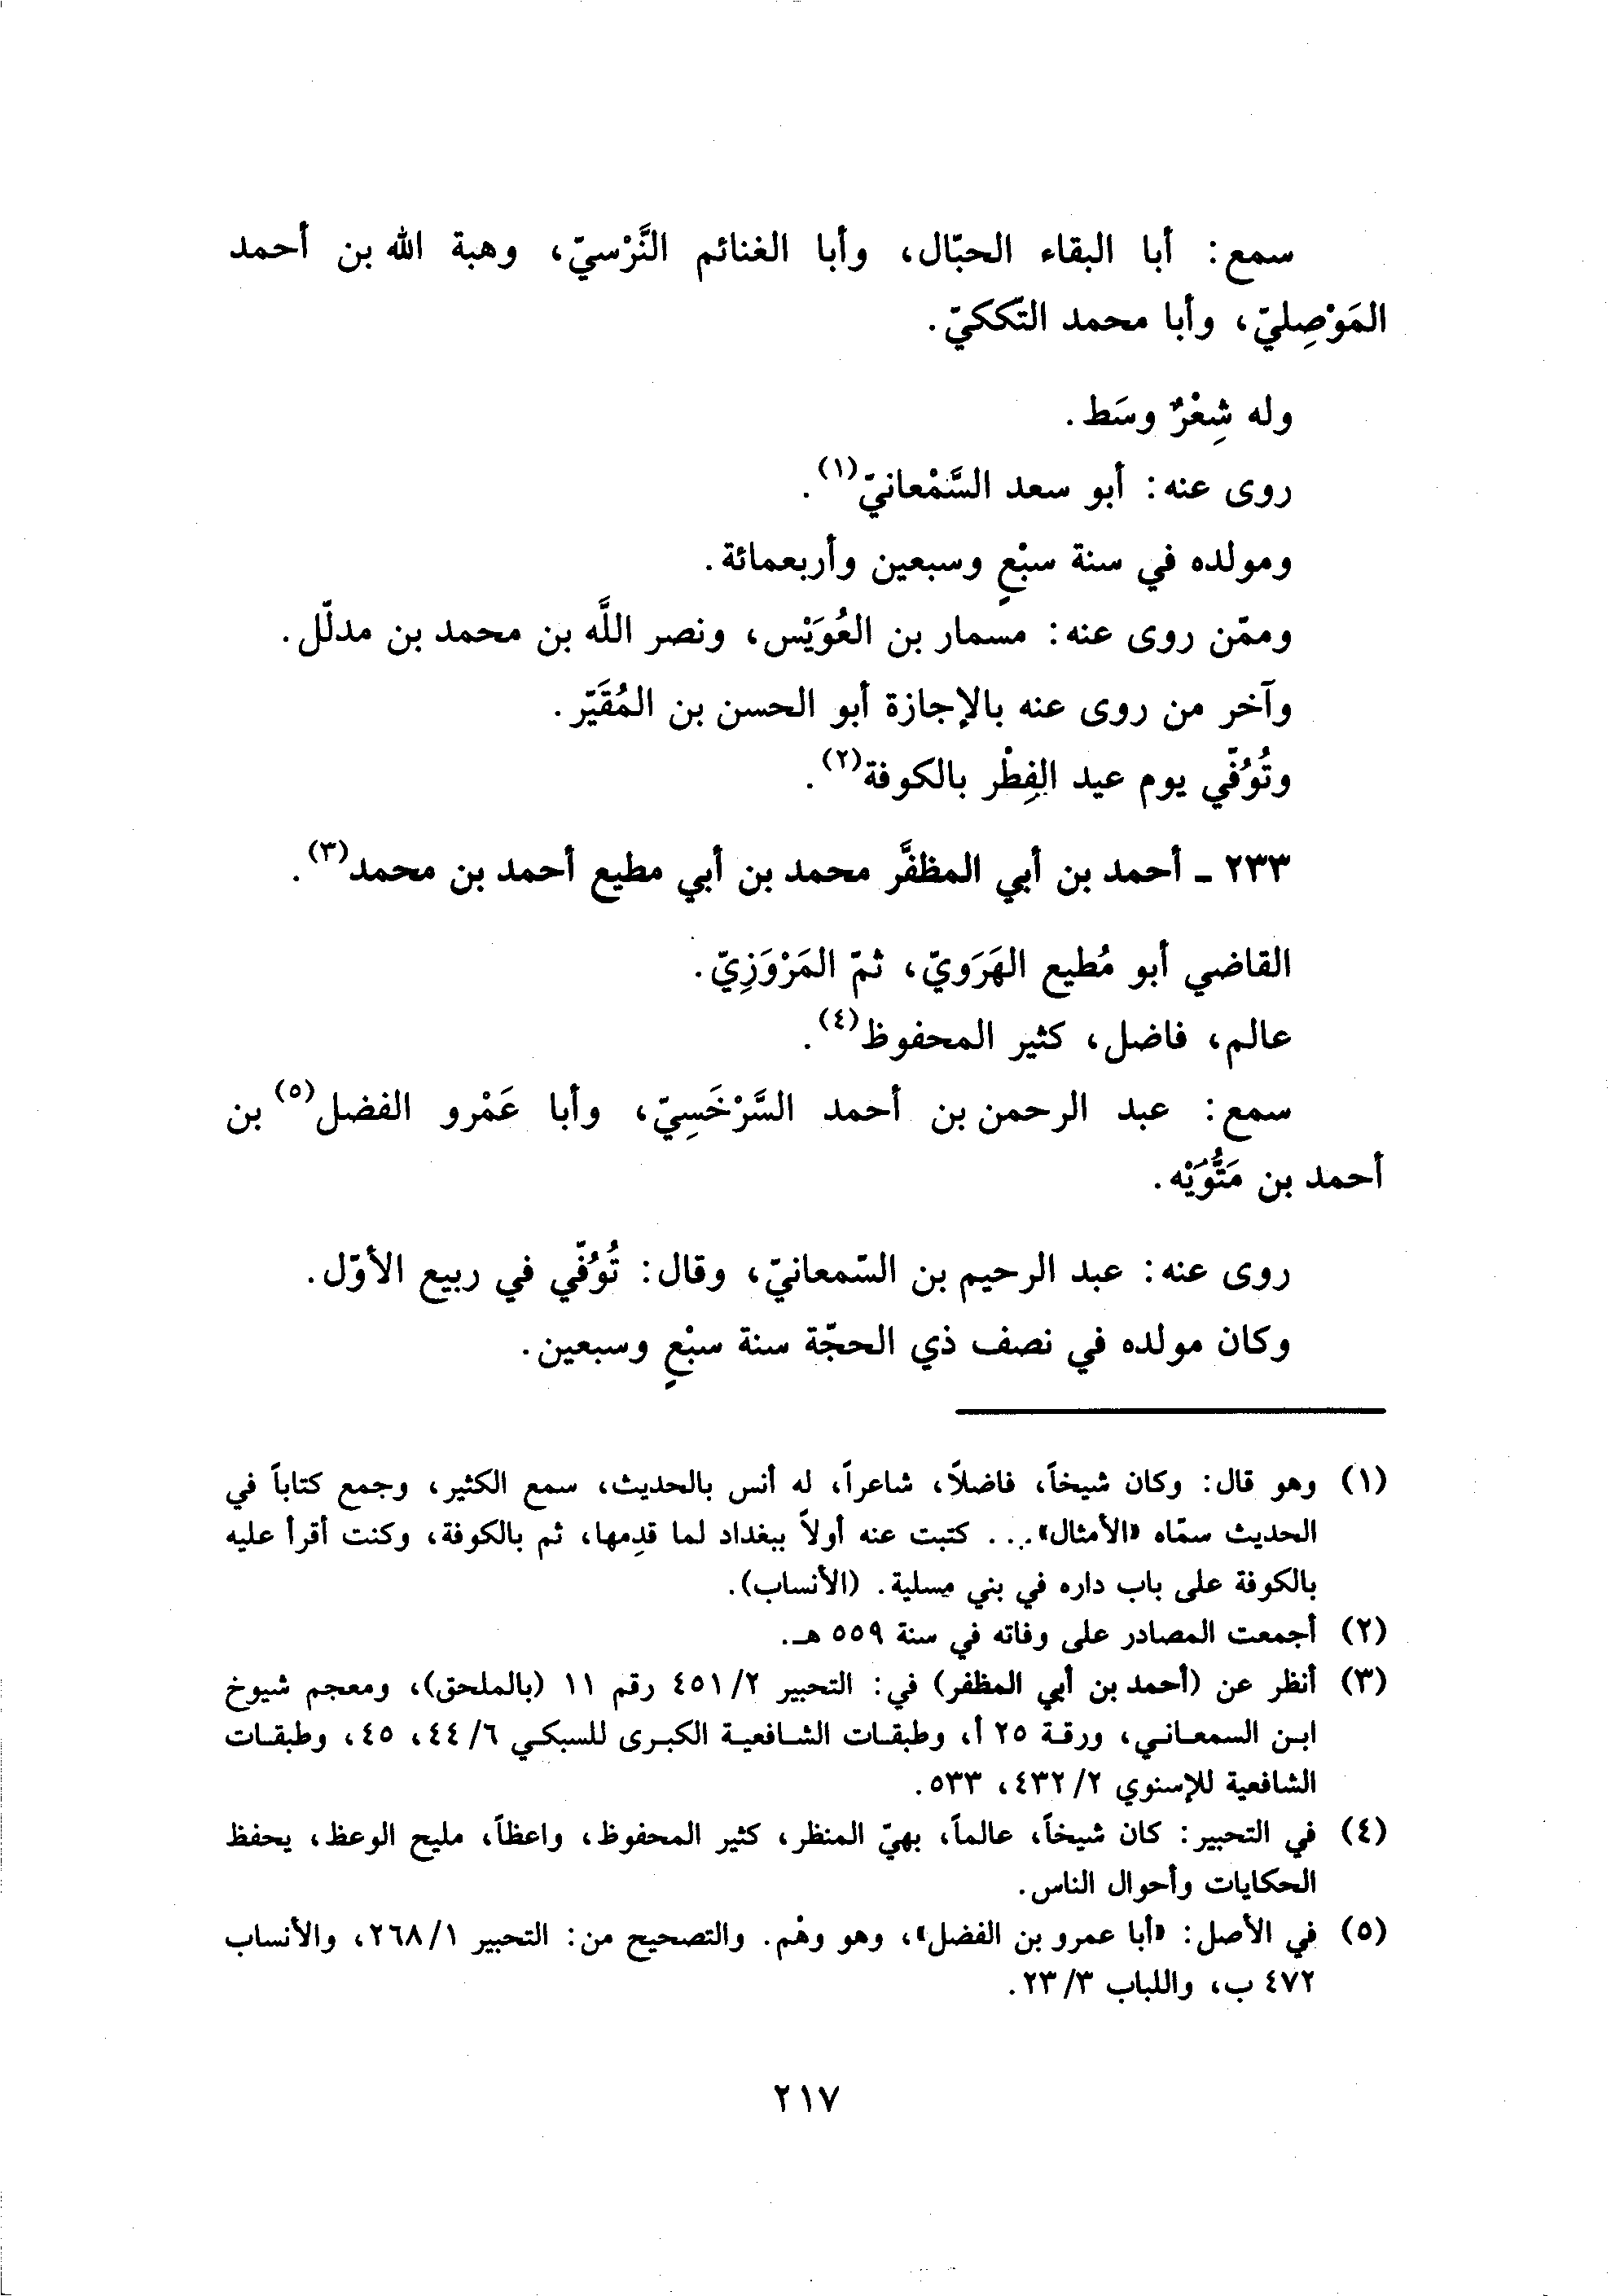 سمع: أبا البقاء الحبّال، وأبا الغنائم النَّرْسيّ، وهبة الله بن أحمد
المَوْصِليّ، وأبا محمد التّككيّ.
وله شِعْرٌ وسَط.
روى عنه: أبو سعد السَّمْعانيّ(١).
ومولده في سنة سبْعٍ وسبعين وأربعمائة.
وممّن روى عنه: مسمار بن العُوَيْس، ونصر اللَّه بن محمد بن مدلّل.
وآخر من روى عنه بالإجازة أبو الحسن بن المُقَيّر.
وتُوُفّي يوم عيد الفِطْر بالكوفة(٢).
٢٣٣ ـ أحمد بن أبي المظفَّر محمد بن أبي مطيع أحمد بن محمد(٣).
القاضي أبو مُطيع الهَرَويّ، ثمّ المَرْوَزِيّ.
عالم، فاضل، كثير المحفوظ(٤).
سمع: عبد الرحمن بن أحمد السَّرْخَسِيّ، وأبا عَمْرو الفضل(٥) بن
أحمد بن مَتُّوَيْه.
روى عنه: عبد الرحيم بن السّمعانيّ، وقال: تُوُفّي في ربيع الأوّل.
وكان مولده في نصف ذي الحجّة سنة سبْعٍ وسبعين.
(١) وهو قال: وكان شيخاً، فاضلاً، شاعراً، له أنس بالحديث، سمع الكثير، وجمع كتاباً في
الحديث سمّاه «الأمثال»... كتبت عنه أولاً ببغداد لما قدِمها، ثم بالكوفة، وكنت أقرأ عليه
بالكوفة على باب داره في بني مسلية. (الأنساب).
(٢) أجمعت المصادر على وفاته في سنة ٥٥٩ هـ.
(٣) أنظر عن (أحمد بن أبي المظفر) في: التحبير ٤٥١/٢ رقم ١١ (بالملحق)، ومعجم شيوخ
ابن السمعاني، ورقة ٢٥ أ، وطبقات الشافعية الكبرى للسبكي ٤٤/٦، ٤٥، وطبقات
الشافعية للإسنوي ٤٣٢/٢، ٥٣٣.
(٤) في التحبير: كان شيخاً، عالماً، بهيّ المنظر، كثير المحفوظ، واعظاً، مليح الوعظ، يحفظ
الحكايات وأحوال الناس.
(٥) في الأصل: «أبا عمرو بن الفضل»، وهو وهْم. والتصحيح من: التحبير ٢٦٨/١، والأنساب
٤٧٢ ب، واللباب ٢٣/٣.
٢١٧